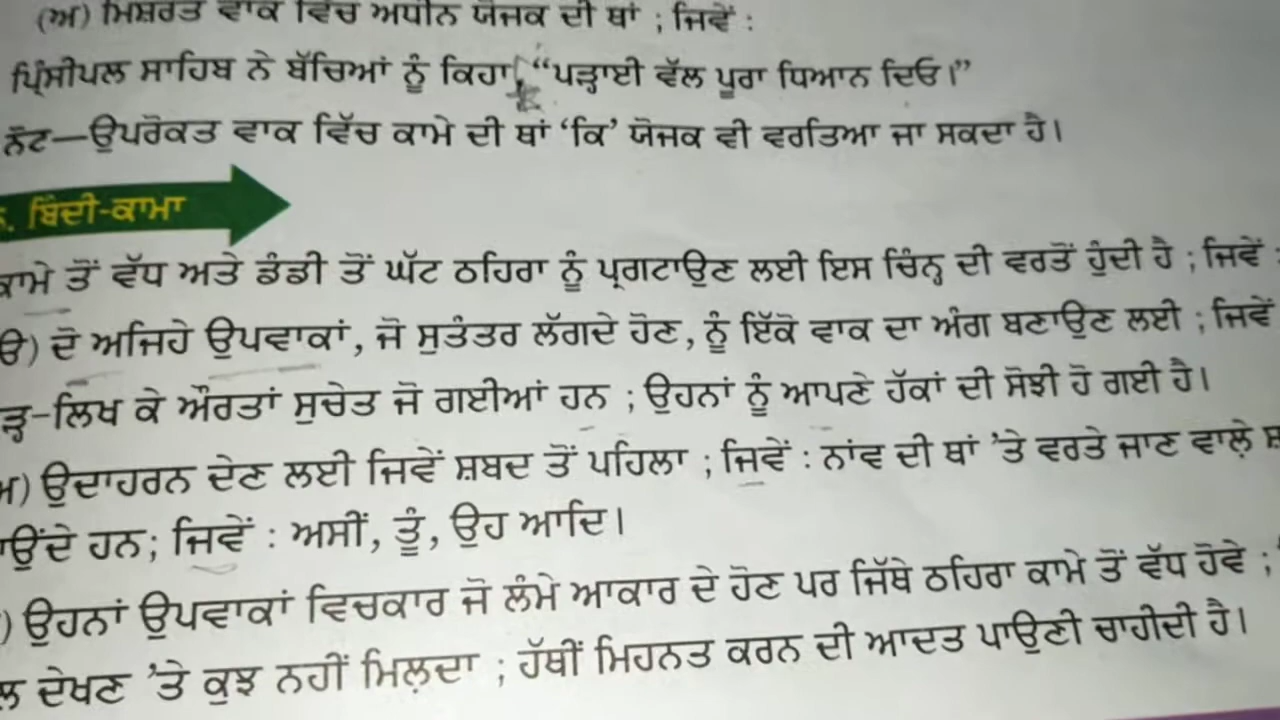 (ਅ) ਮਿਸ਼ਰਤ ਵਾਕ ਵਿੱਚ ਅਧੀਨ ਯੋਜਕ ਦੀ ਥਾਂ ; ਜਿਵੇਂ :
ਪ੍ਰਿੰਸੀਪਲ ਸਾਹਿਬ ਨੇ ਬੱਚਿਆਂ ਨੂੰ ਕਿਹਾ, “ਪੜ੍ਹਾਈ ਵੱਲ ਪੂਰਾ ਧਿਆਨ ਦਿਓ।”
ਨੋਟ—ਉਪਰੋਕਤ ਵਾਕ ਵਿੱਚ ਕਾਮੇ ਦੀ ਥਾਂ ‘ਕਿ’ ਯੋਜਕ ਵੀ ਵਰਤਿਆ ਜਾ ਸਕਦਾ ਹੈ।
ਬਿੰਦੀ-ਕਾਮਾ
ਕਾਮੇ ਤੋਂ ਵੱਧ ਅਤੇ ਡੰਡੀ ਤੋਂ ਘੱਟ ਠਹਿਰਾ ਨੂੰ ਪ੍ਰਗਟਾਉਣ ਲਈ ਇਸ ਚਿੰਨ੍ਹ ਦੀ ਵਰਤੋਂ ਹੁੰਦੀ ਹੈ ; ਜਿਵੇਂ :
ੳ) ਦੋ ਅਜਿਹੇ ਉਪਵਾਕਾਂ, ਜੋ ਸੁਤੰਤਰ ਲੱਗਦੇ ਹੋਣ, ਨੂੰ ਇੱਕੋ ਵਾਕ ਦਾ ਅੰਗ ਬਣਾਉਣ ਲਈ ; ਜਿਵੇਂ
ੜ੍ਹ-ਲਿਖ ਕੇ ਔਰਤਾਂ ਸੁਚੇਤ ਜੋ ਗਈਆਂ ਹਨ ; ਉਹਨਾਂ ਨੂੰ ਆਪਣੇ ਹੱਕਾਂ ਦੀ ਸੋਝੀ ਹੋ ਗਈ ਹੈ।
ਅ) ਉਦਾਹਰਨ ਦੇਣ ਲਈ ਜਿਵੇਂ ਸ਼ਬਦ ਤੋਂ ਪਹਿਲਾ ; ਜਿਵੇਂ : ਨਾਂਵ ਦੀ ਥਾਂ ’ਤੇ ਵਰਤੇ ਜਾਣ ਵਾਲ਼ੇ
ਾਉਂਦੇ ਹਨ; ਜਿਵੇਂ : ਅਸੀਂ, ਤੂੰ, ਉਹ ਆਦਿ।
) ਉਹਨਾਂ ਉਪਵਾਕਾਂ ਵਿਚਕਾਰ ਜੋ ਲੰਮੇ ਆਕਾਰ ਦੇ ਹੋਣ ਪਰ ਜਿੱਥੇ ਠਹਿਰਾ ਕਾਮੇ ਤੋਂ ਵੱਧ ਹੋਵੇ ;
ਲ ਦੇਖਣ ’ਤੇ ਕੁਝ ਨਹੀਂ ਮਿਲ਼ਦਾ ; ਹੱਥੀਂ ਮਿਹਨਤ ਕਰਨ ਦੀ ਆਦਤ ਪਾਉਣੀ ਚਾਹੀਦੀ ਹੈ।